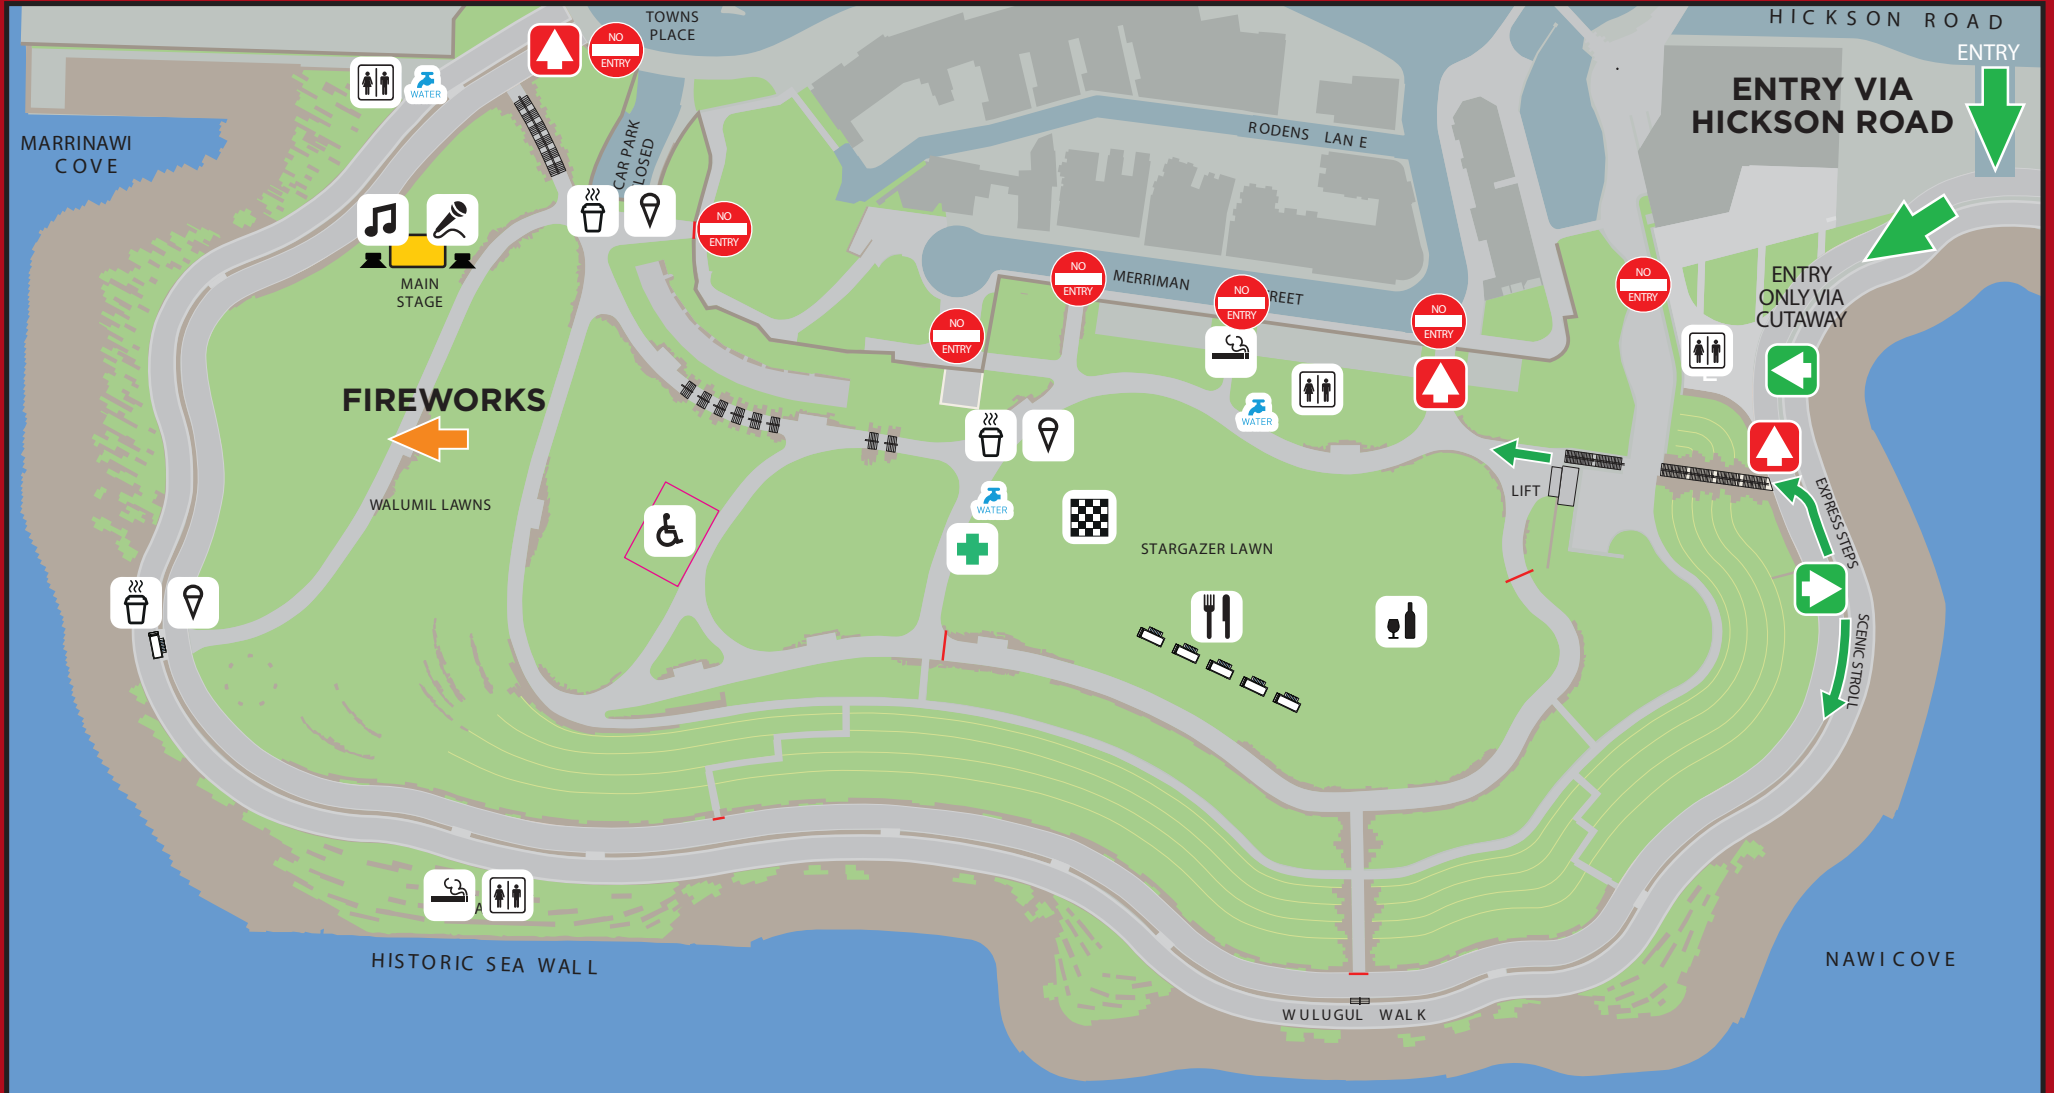 TOWNS
PLACE
HICKSON ROAD
ENTRY
NO
ENTRY
WATER
ENTRY VIA
HICKSON ROAD
MARRINAWI
COVE
CAR PARK
LOSED
RODENS LANE
NO
ENTRY
NO
ENTRY
MERRIMAN
NO
ENTRY
REET
NO
ENTRY
NO
ENTRY
NO
ENTRY
ENTRY
ONLY VIA
CUTAWAY
MAIN
STAGE
FIREWORKS
WATER
WALUMIL LAWNS
WATER
LIFT
EXPRESS STEPS
STARGAZER LAWN
SCENIC STROLL
A
HISTORIC SEA WALL
NAWI COVE
WULUGUL WALK